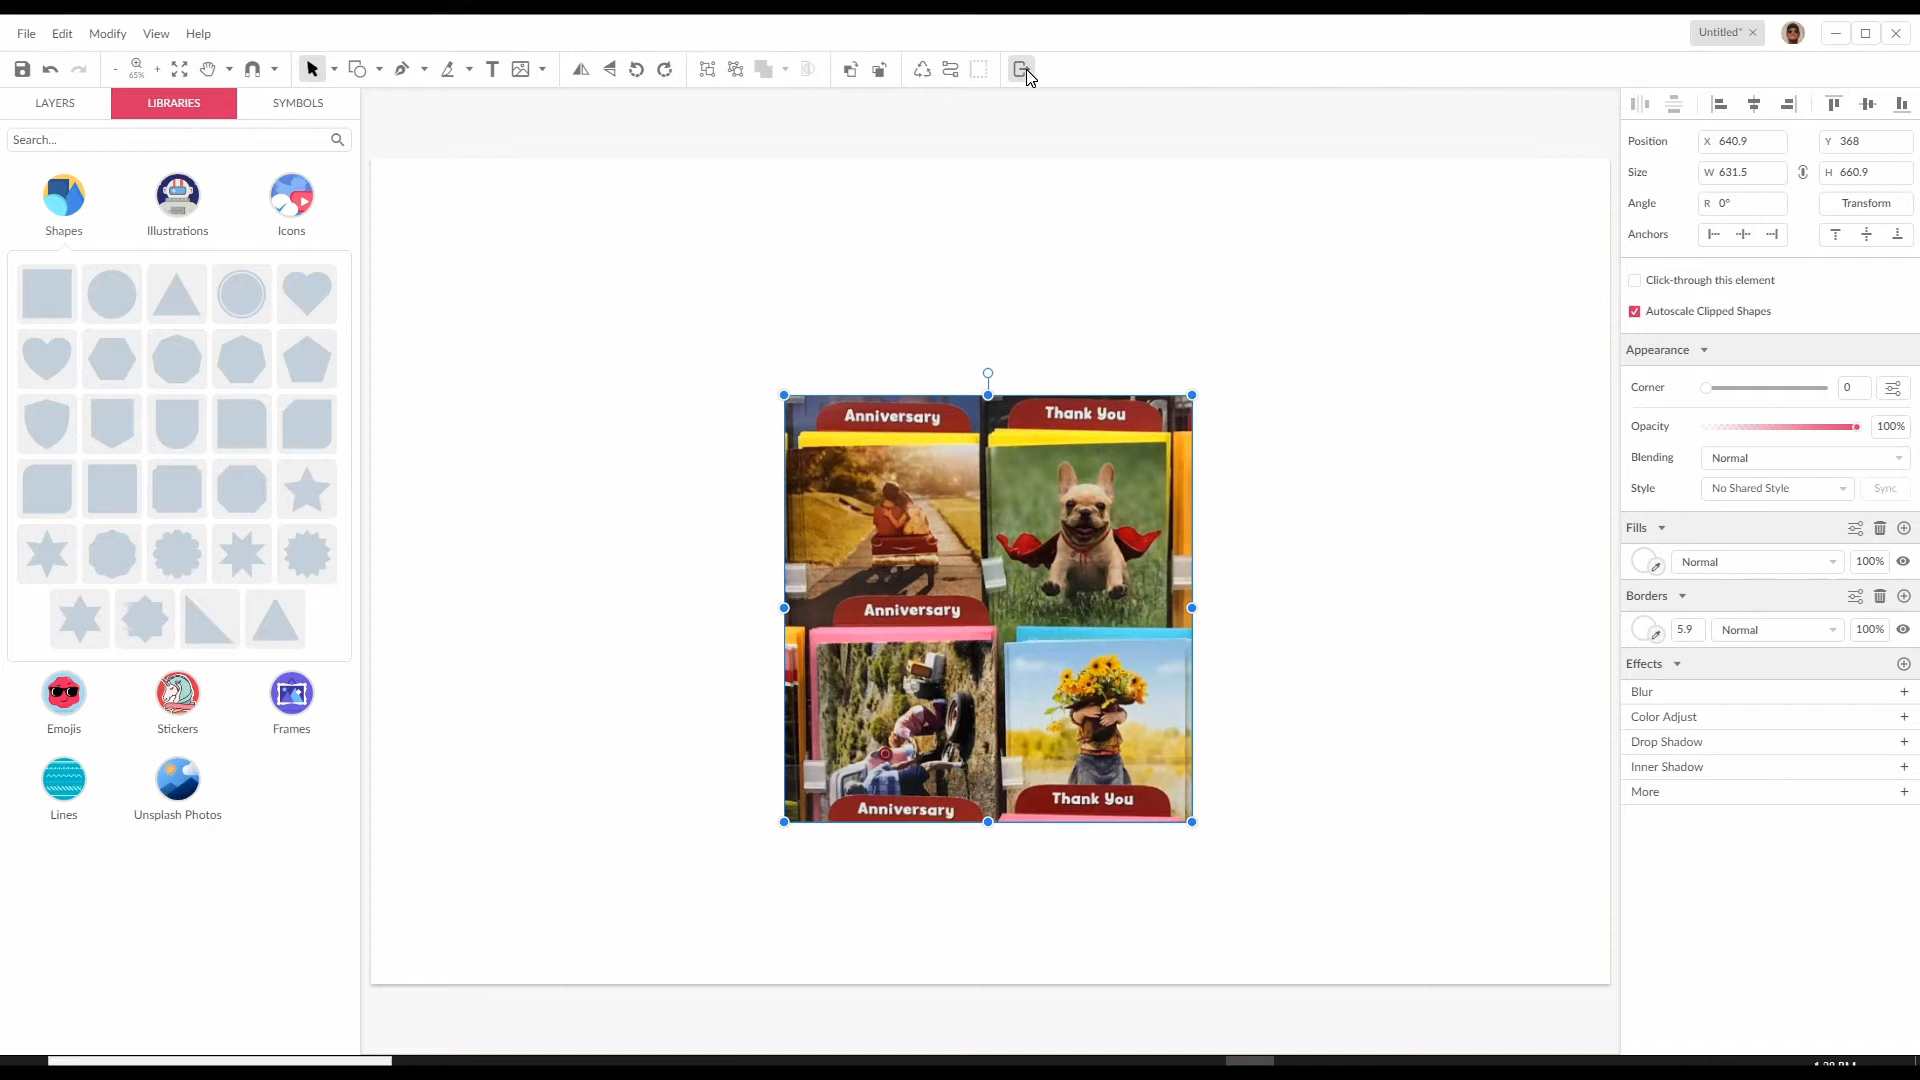 File Edit Modify View Help
Untitled*
65%
LAYERS LIBRARIES SYMBOLS
Search...
Shapes Illustrations Icons
Emojis Stickers Frames
Lines Unsplash Photos
Anniversary Thank You
Anniversary
Anniversary Thank You
Position X 640.9 Y 368
Size W 631.5 H 660.9
Angle R 0° Transform
Anchors
Click-through this element
Autoscale Clipped Shapes
Appearance
Corner 0
Opacity 100%
Blending Normal
Style No Shared Style Sync
Fills
Normal 100%
Borders
5.9 Normal 100%
Effects
Blur
Color Adjust
Drop Shadow
Inner Shadow
More